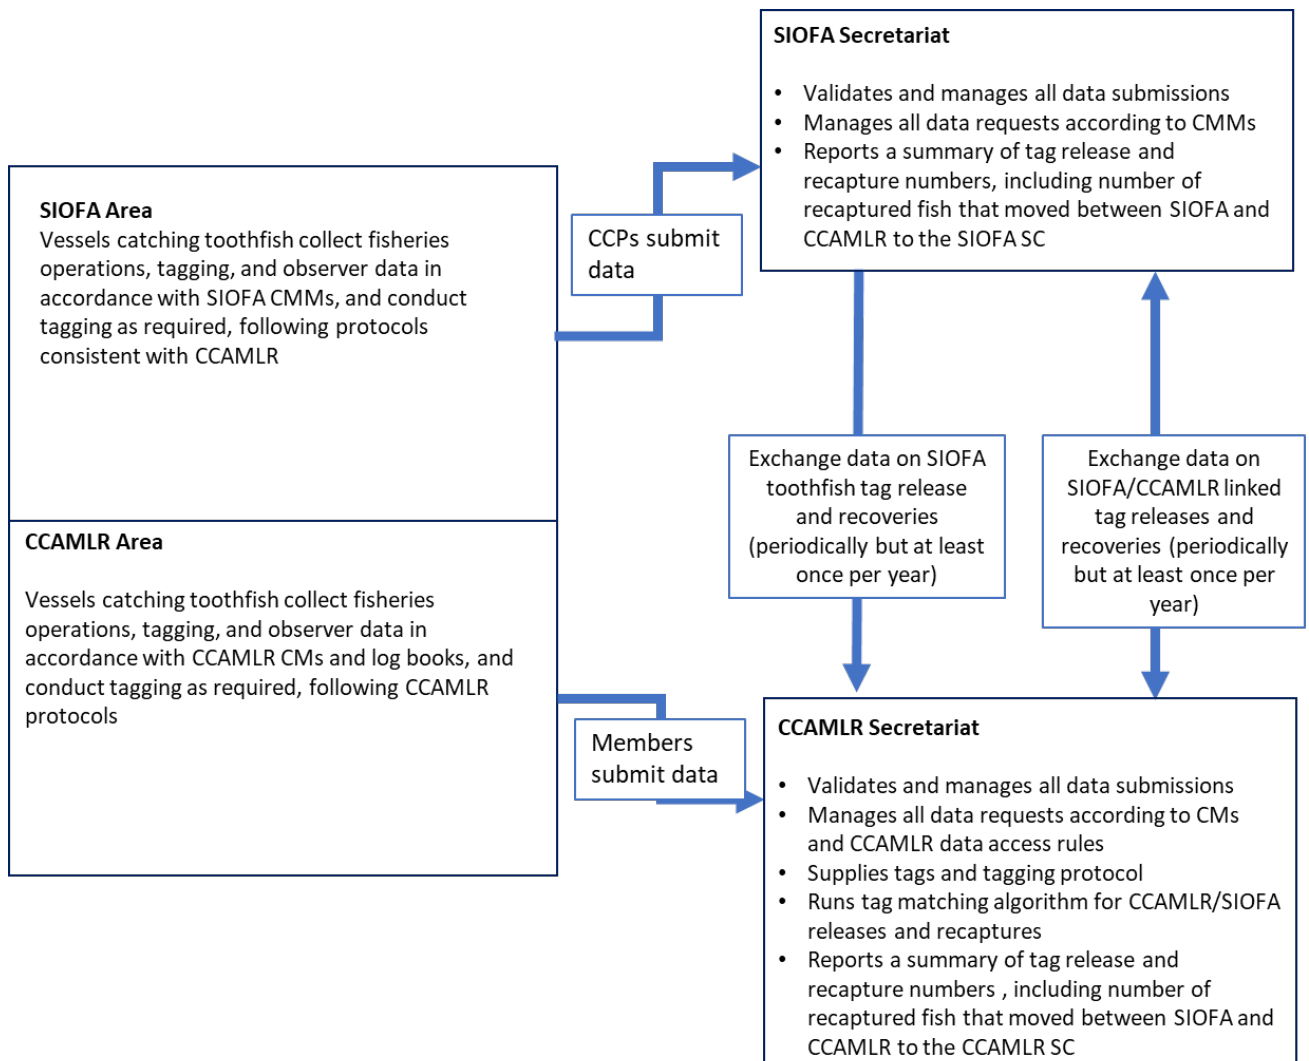 SIOFA Secretariat
• Validates and manages all data submissions
• Manages all data requests according to CMMs
• Reports a summary of tag release and
recapture numbers, including number of
recaptured fish that moved between SIOFA and
CCAMLR to the SIOFA SC
SIOFA Area
Vessels catching toothfish collect fisheries
operations, tagging, and observer data in
accordance with SIOFA CMMs, and conduct
tagging as required, following protocols
consistent with CCAMLR
CCPs submit
data
Exchange data on SIOFA
toothfish tag release
and recoveries
(periodically but at least
once per year)
Exchange data on
SIOFA/CCAMLR linked
tag releases and
recoveries (periodically
but at least once per
year)
CCAMLR Area
Vessels catching toothfish collect fisheries
operations, tagging, and observer data in
accordance with CCAMLR CMs and log books, and
conduct tagging as required, following CCAMLR
protocols
Members
submit data
CCAMLR Secretariat
• Validates and manages all data submissions
• Manages all data requests according to CMs
and CCAMLR data access rules
• Supplies tags and tagging protocol
• Runs tag matching algorithm for CCAMLR/SIOFA
releases and recaptures
• Reports a summary of tag release and
recapture numbers , including number of
recaptured fish that moved between SIOFA and
CCAMLR to the CCAMLR SC